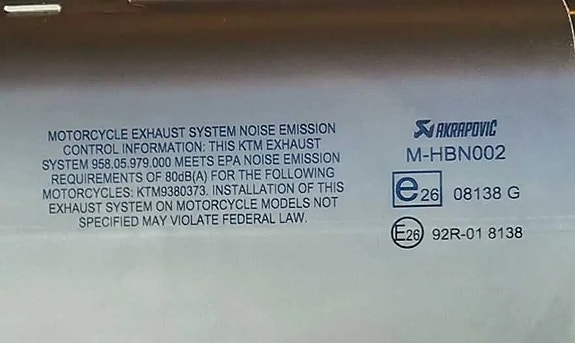 MOTORCYCLE EXHAUST SYSTEM NOISE EMISSION
CONTROL INFORMATION: THIS KTM EXHAUST
SYSTEM 958.05.979.000 MEETS EPA NOISE EMISSION
REQUIREMENTS OF 80dB(A) FOR THE FOLLOWING
MOTORCYCLES: KTM9380373. INSTALLATION OF THIS
EXHAUST SYSTEM ON MOTORCYCLE MODELS NOT
SPECIFIED MAY VIOLATE FEDERAL LAW.
AKRAPOVIČ
M-HBN002
e26 08138 G
E26 92R-01 8138